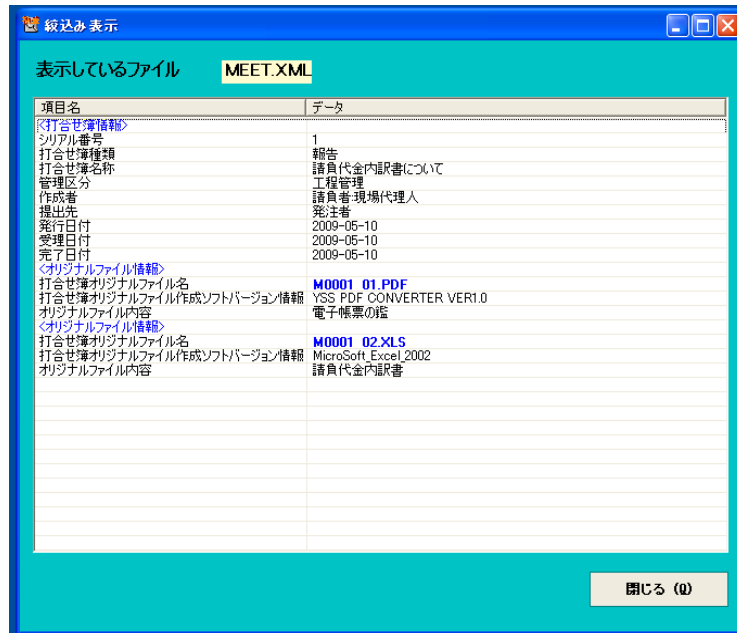 絞込み表示
表示しているファイル MEET.XML
項目名 データ
<打合せ簿情報>
シリアル番号 1
打合せ簿種類 報告
打合せ簿名称 請負代金内訳書について
管理区分 工程管理
作成者 請負者:現場代理人
提出先 発注者
発行日付 2009-05-10
受理日付 2009-05-10
完了日付 2009-05-10
<オリジナルファイル情報>
打合せ簿オリジナルファイル名 M0001_01.PDF
打合せ簿オリジナルファイル作成ソフトバージョン情報 YSS PDF CONVERTER VER1.0
オリジナルファイル内容 電子帳票の鑑
<オリジナルファイル情報>
打合せ簿オリジナルファイル名 M0001_02.XLS
打合せ簿オリジナルファイル作成ソフトバージョン情報 MicroSoft_Excel_2002
オリジナルファイル内容 請負代金内訳書
閉じる (Q)